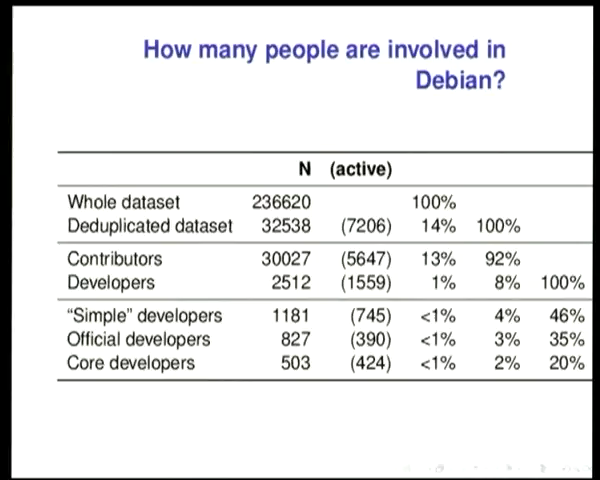 How many people are involved in
Debian?
N (active)
Whole dataset 236620 100%
Deduplicated dataset 32538 (7206) 14% 100%
Contributors 30027 (5647) 13% 92%
Developers 2512 (1559) 1% 8% 100%
“Simple” developers 1181 (745) <1% 4% 46%
Official developers 827 (390) <1% 3% 35%
Core developers 503 (424) <1% 2% 20%